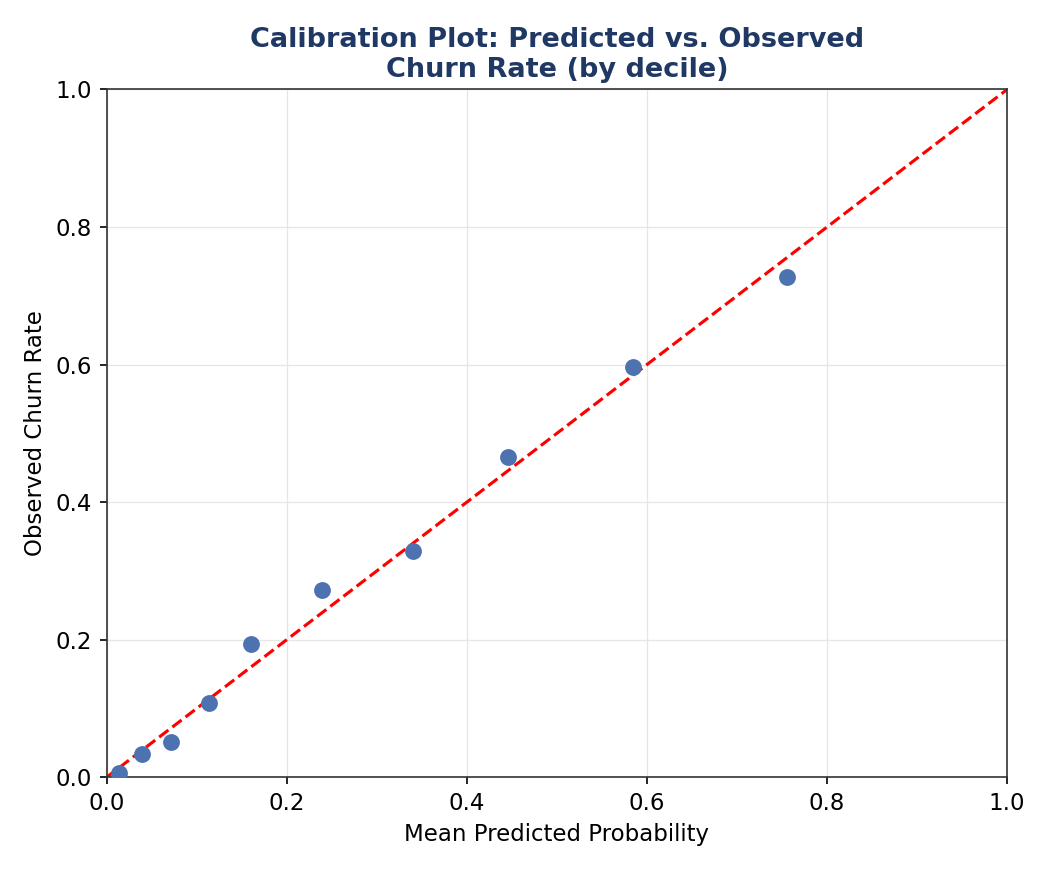 Calibration Plot: Predicted vs. Observed
Churn Rate (by decile)
1.0
0.8
0.6
0.4
0.2
0.0
Observed Churn Rate
0.0 0.2 0.4 0.6 0.8 1.0
Mean Predicted Probability